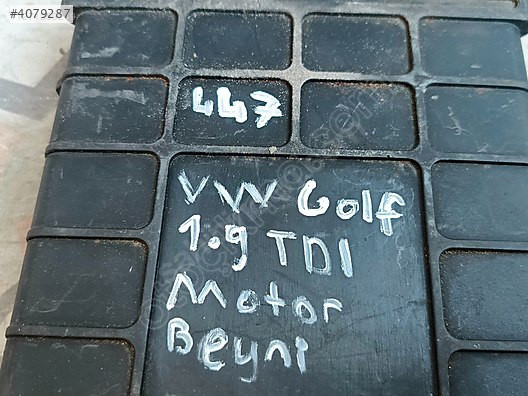 #4079287
447
VW Golf
1.9 TDI
Motor
Beyni